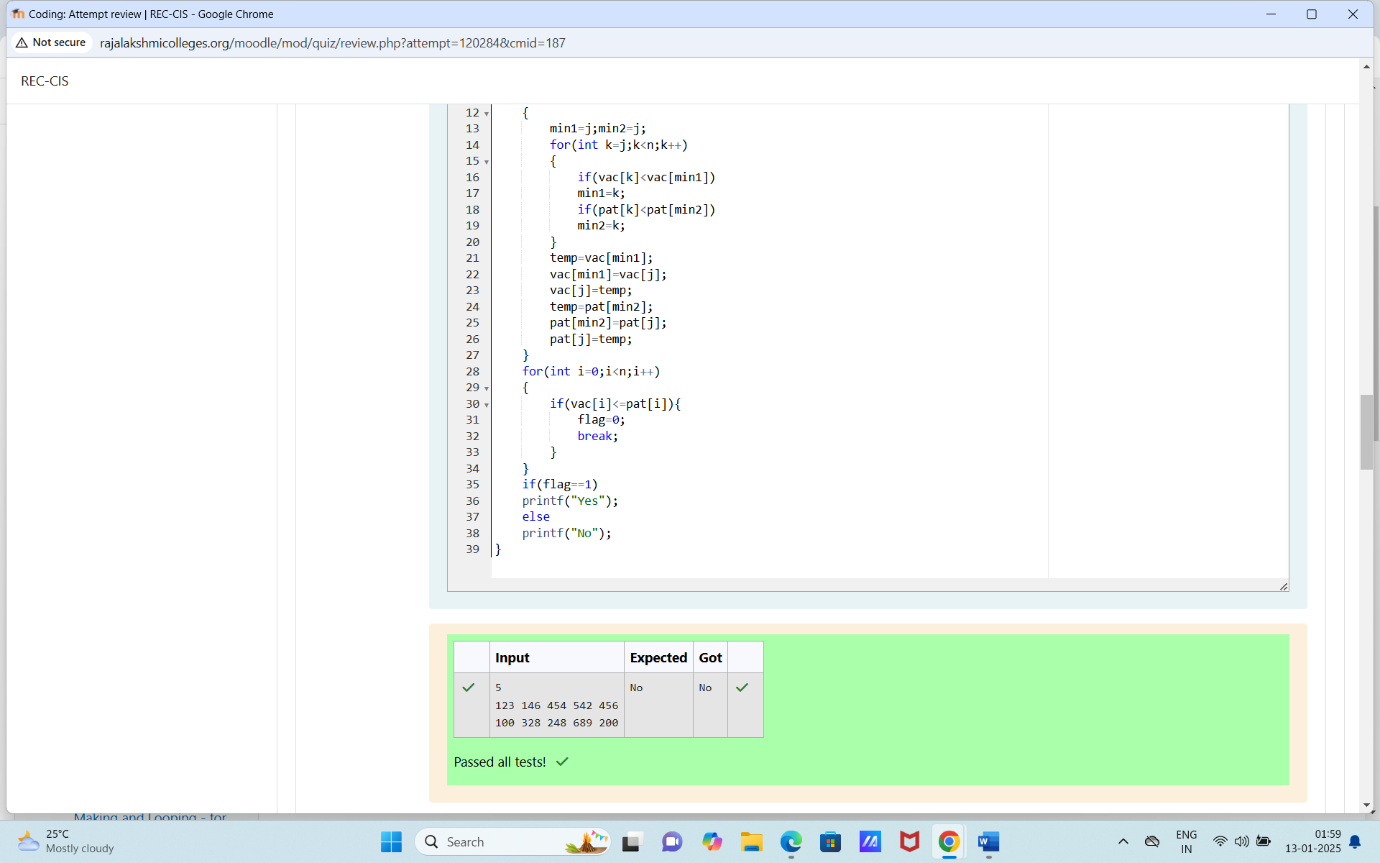 Coding: Attempt review | REC-CIS - Google Chrome
Not secure rajalakshmicolleges.org/moodle/mod/quiz/review.php?attempt=120284&cmid=187
REC-CIS
12 {
13 min1=j;min2=j;
14 for(int k=j;k<n;k++)
15 {
16 if(vac[k]<vac[min1])
17 min1=k;
18 if(pat[k]<pat[min2])
19 min2=k;
20 }
21 temp=vac[min1];
22 vac[min1]=vac[j];
23 vac[j]=temp;
24 temp=pat[min2];
25 pat[min2]=pat[j];
26 pat[j]=temp;
27 }
28 for(int i=0;i<n;i++)
29 {
30 if(vac[i]<=pat[i]){
31 flag=0;
32 break;
33 }
34 }
35 if(flag==1)
36 printf("Yes");
37 else
38 printf("No");
39 }
Input Expected Got
5 No No
123 146 454 542 456
100 328 248 689 200
Passed all tests!
Making and Looping - for
25°C
Mostly cloudy
Search
ENG
IN
01:59
13-01-2025